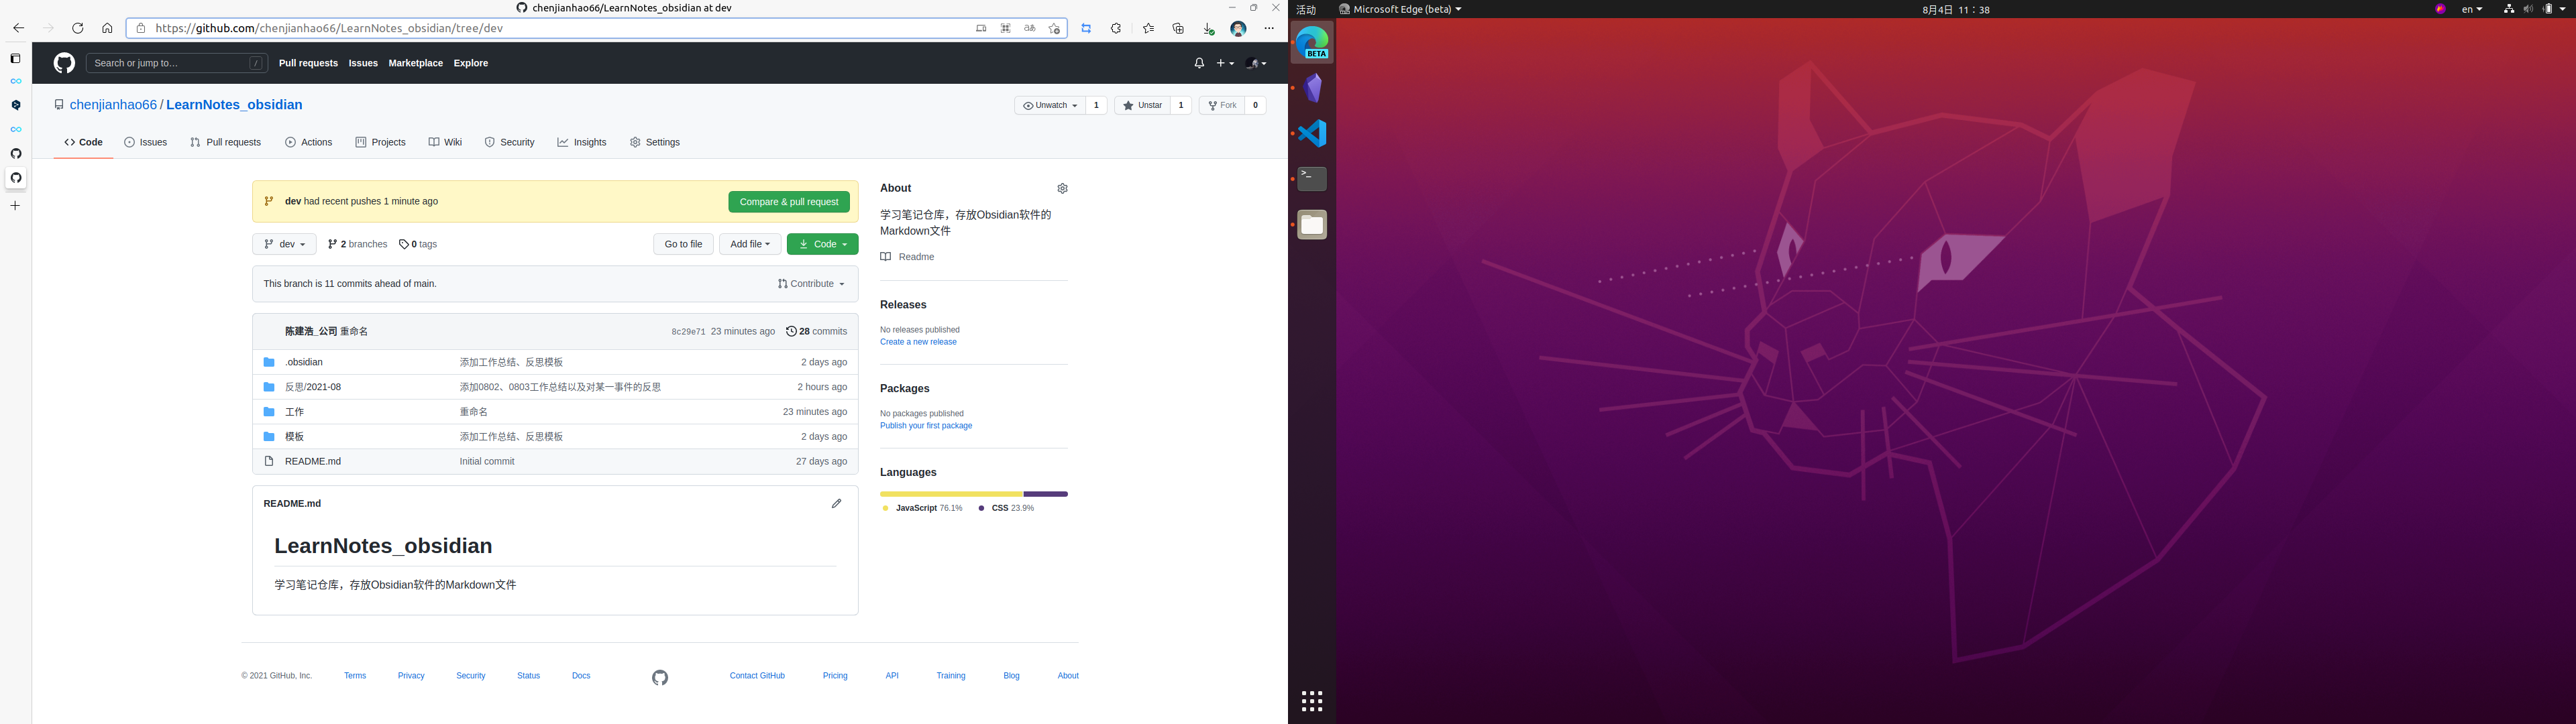 chenjianhao66/LearnNotes_obsidian at dev
https://github.com/chenjianhao66/LearnNotes_obsidian/tree/dev
Search or jump to… /
Pull requests Issues Marketplace Explore
chenjianhao66 / LearnNotes_obsidian
Unwatch 1 Unstar 1 Fork 0
Code Issues Pull requests Actions Projects Wiki Security Insights Settings
dev had recent pushes 1 minute ago
Compare & pull request
dev 2 branches 0 tags
Go to file Add file Code
This branch is 11 commits ahead of main.
Contribute
陈建浩_公司 重命名 8c29e71 23 minutes ago 28 commits
.obsidian 添加工作总结、反思模板 2 days ago
反思/2021-08 添加0802、0803工作总结以及对某一事件的反思 2 hours ago
工作 重命名 23 minutes ago
模板 添加工作总结、反思模板 2 days ago
README.md Initial commit 27 days ago
README.md
LearnNotes_obsidian
学习笔记仓库，存放Obsidian软件的Markdown文件
About
学习笔记仓库，存放Obsidian软件的
Markdown文件
Readme
Releases
No releases published
Create a new release
Packages
No packages published
Publish your first package
Languages
JavaScript 76.1% CSS 23.9%
© 2021 GitHub, Inc. Terms Privacy Security Status Docs Contact GitHub Pricing API Training Blog About
活动 Microsoft Edge (beta) 8月4日 11：38 en
BETA
>_